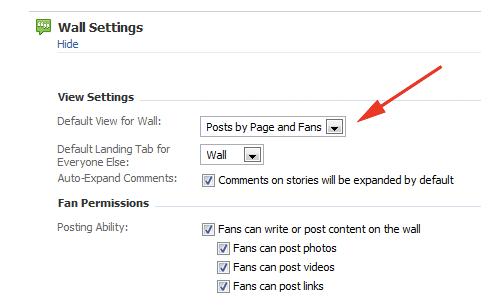 Wall Settings
Hide
View Settings
Default View for Wall: Posts by Page and Fans
Default Landing Tab for Everyone Else: Wall
Auto-Expand Comments: Comments on stories will be expanded by default
Fan Permissions
Posting Ability: Fans can write or post content on the wall
Fans can post photos
Fans can post videos
Fans can post links